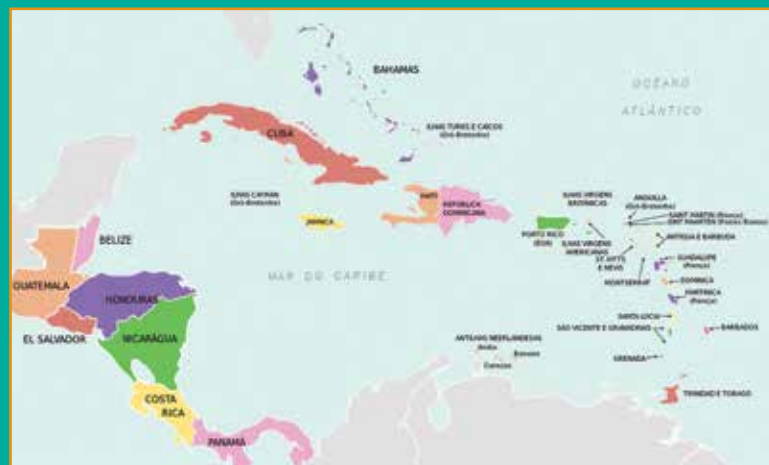 BAHAMAS
OCEANO
ATLÂNTICO
ILHAS TURKS E CAICOS
(Grã-Bretanha)
CUBA
ILHAS CAYMAN
(Grã-Bretanha)
JAMAICA
HAITI
REPÚBLICA
DOMINICANA
PORTO RICO
(EUA)
ILHAS VIRGENS
BRITÂNICAS
ILHAS VIRGENS
AMERICANAS
ANGUILLA
(Grã-Bretanha)
SAINT MARTIN (França)
SINT MAARTEN (Países Baixos)
ANTIGUA E BARBUDA
ST. KITTS
E NEVIS
GUADALUPE
(França)
MONTSERRAT
DOMINICA
MARTINICA
(França)
SANTA LÚCIA
SÃO VICENTE E GRANADINAS
BARBADOS
GRENADA
TRINIDAD E TOBAGO
ANTILHAS NEERLANDESAS
Aruba
Bonaire
Curaçao
MAR DO CARIBE
BELIZE
GUATEMALA
HONDURAS
EL SALVADOR
NICARÁGUA
COSTA
RICA
PANAMÁ